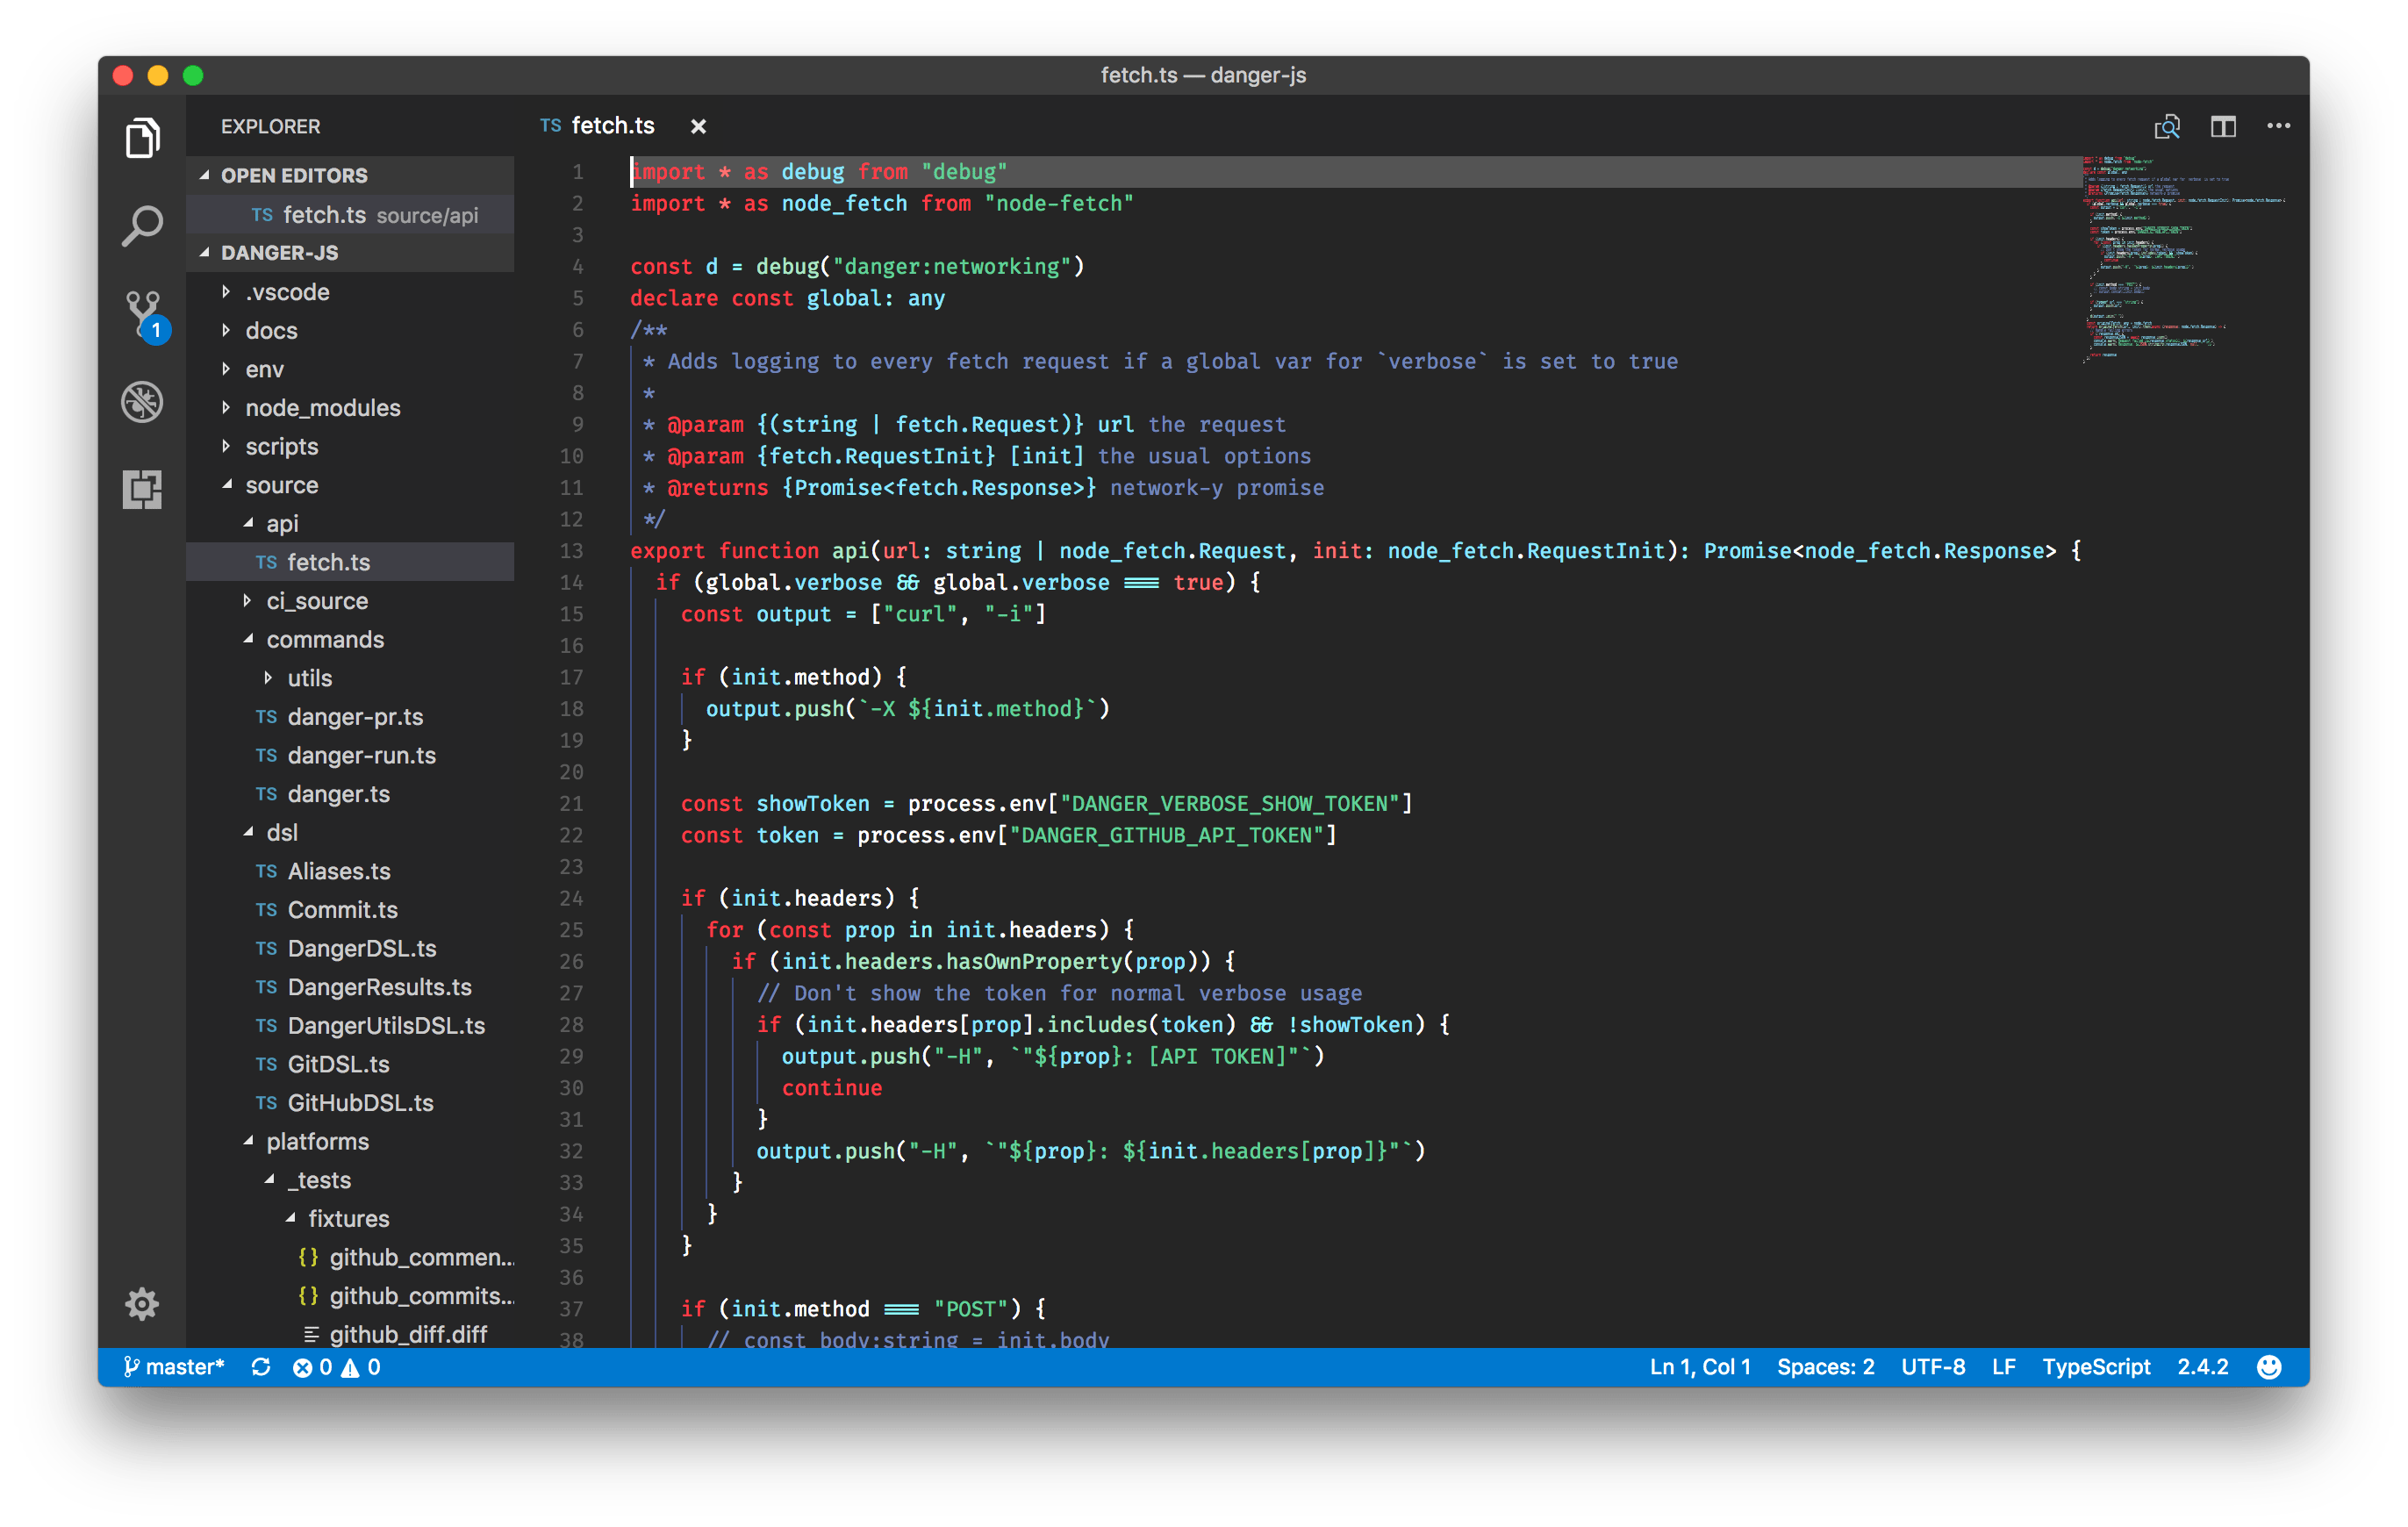 fetch.ts — danger-js
EXPLORER
OPEN EDITORS
TS fetch.ts source/api
DANGER-JS
.vscode
docs
env
node_modules
scripts
source
api
TS fetch.ts
ci_source
commands
utils
TS danger-pr.ts
TS danger-run.ts
TS danger.ts
dsl
TS Aliases.ts
TS Commit.ts
TS DangerDSL.ts
TS DangerResults.ts
TS DangerUtilsDSL.ts
TS GitDSL.ts
TS GitHubDSL.ts
platforms
_tests
fixtures
{} github_commen...
{} github_commits...
github_diff.diff
1
TS fetch.ts ×
1 import * as debug from "debug"
2 import * as node_fetch from "node-fetch"
3
4 const d = debug("danger:networking")
5 declare const global: any
6 /**
7 * Adds logging to every fetch request if a global var for `verbose` is set to true
8 *
9 * @param {(string | fetch.Request)} url the request
10 * @param {fetch.RequestInit} [init] the usual options
11 * @returns {Promise<fetch.Response>} network-y promise
12 */
13 export function api(url: string | node_fetch.Request, init: node_fetch.RequestInit): Promise<node_fetch.Response> {
14 if (global.verbose && global.verbose === true) {
15 const output = ["curl", "-i"]
16
17 if (init.method) {
18 output.push(`-X ${init.method}`)
19 }
20
21 const showToken = process.env["DANGER_VERBOSE_SHOW_TOKEN"]
22 const token = process.env["DANGER_GITHUB_API_TOKEN"]
23
24 if (init.headers) {
25 for (const prop in init.headers) {
26 if (init.headers.hasOwnProperty(prop)) {
27 // Don't show the token for normal verbose usage
28 if (init.headers[prop].includes(token) && !showToken) {
29 output.push("-H", `"${prop}: [API TOKEN]"`)
30 continue
31 }
32 output.push("-H", `"${prop}: ${init.headers[prop]}"`)
33 }
34 }
35 }
36
37 if (init.method === "POST") {
38 // const body:string = init.body
master* 0 0
Ln 1, Col 1 Spaces: 2 UTF-8 LF TypeScript 2.4.2